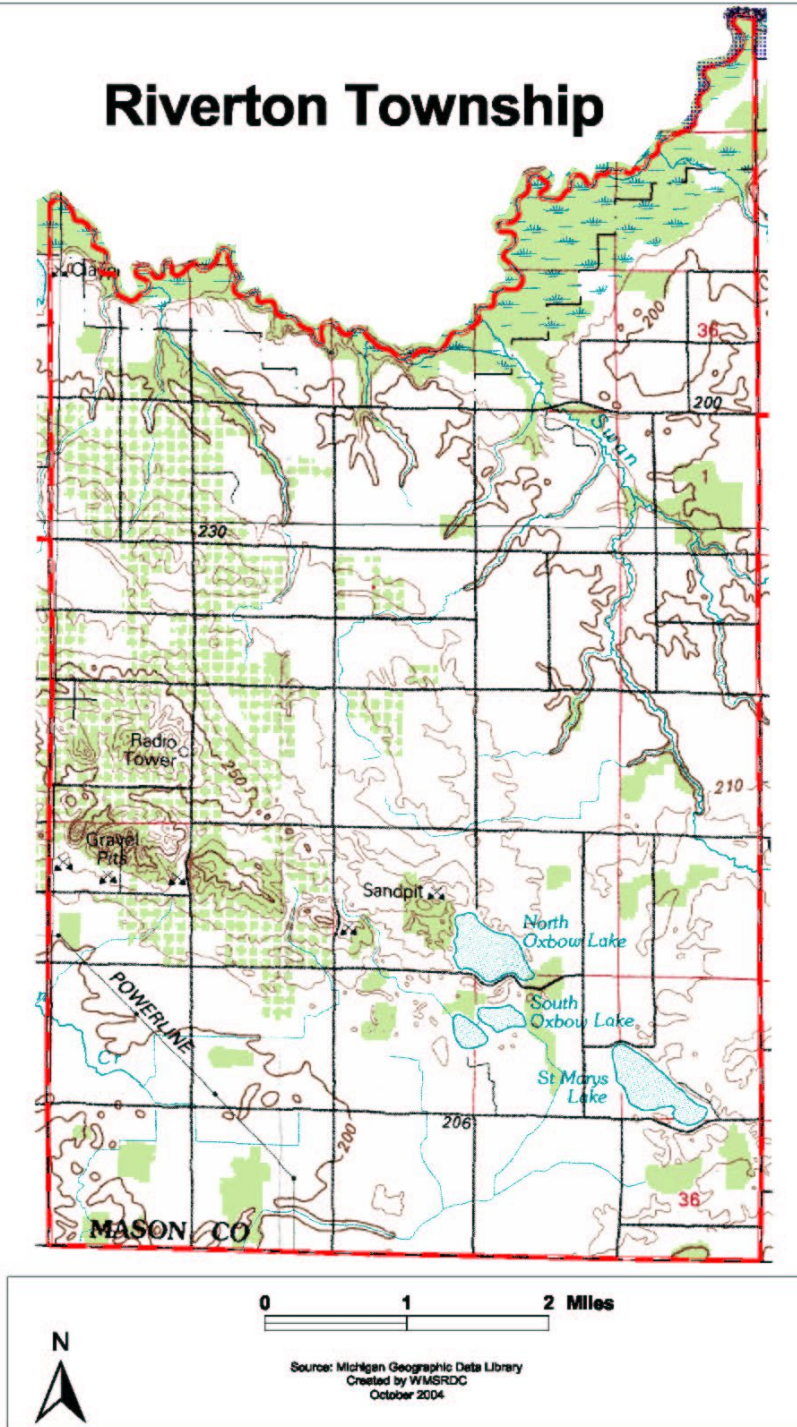 Riverton Township
200
36
200
Swan
1
230
Radio
Tower
250
210
Gravel
Pits
Sandpit
North
Oxbow Lake
POWERLINE
South
Oxbow Lake
Cr
St Marys
Lake
206
200
36
MASON CO
0 1 2 Miles
N
Source: Michigan Geographic Data Library
Created by WMSRDC
October 2004